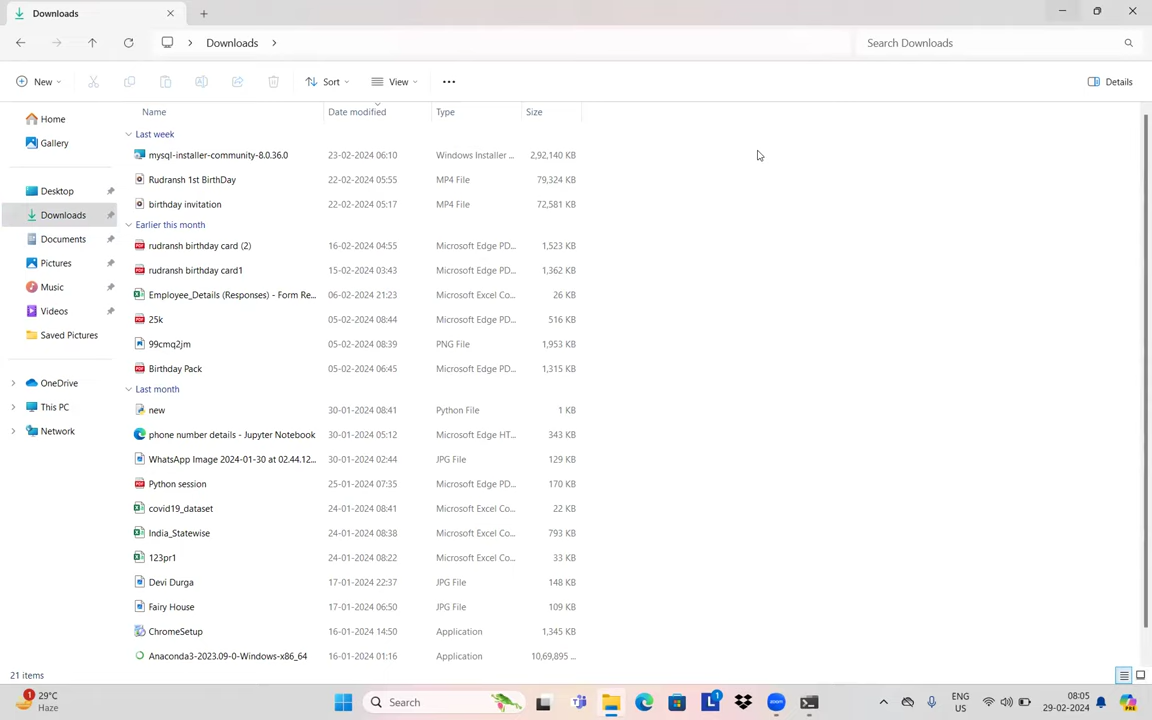 Downloads
Downloads
Search Downloads
New Sort View Details
Name Date modified Type Size
Home
Gallery
Desktop
Downloads
Documents
Pictures
Music
Videos
Saved Pictures
OneDrive
This PC
Network
Last week
mysql-installer-community-8.0.36.0 23-02-2024 06:10 Windows Installer ... 2,92,140 KB
Rudransh 1st BirthDay 22-02-2024 05:55 MP4 File 79,324 KB
birthday invitation 22-02-2024 05:17 MP4 File 72,581 KB
Earlier this month
rudransh birthday card (2) 16-02-2024 04:55 Microsoft Edge PD... 1,523 KB
rudransh birthday card1 15-02-2024 03:43 Microsoft Edge PD... 1,362 KB
Employee_Details (Responses) - Form Re... 06-02-2024 21:23 Microsoft Excel Co... 26 KB
25k 05-02-2024 08:44 Microsoft Edge PD... 516 KB
99cmq2jm 05-02-2024 08:39 PNG File 1,953 KB
Birthday Pack 05-02-2024 06:45 Microsoft Edge PD... 1,315 KB
Last month
new 30-01-2024 08:41 Python File 1 KB
phone number details - Jupyter Notebook 30-01-2024 05:12 Microsoft Edge HT... 343 KB
WhatsApp Image 2024-01-30 at 02.44.12... 30-01-2024 02:44 JPG File 129 KB
Python session 25-01-2024 07:35 Microsoft Edge PD... 170 KB
covid19_dataset 24-01-2024 08:41 Microsoft Excel Co... 22 KB
India_Statewise 24-01-2024 08:38 Microsoft Excel Co... 793 KB
123pr1 24-01-2024 08:22 Microsoft Excel Co... 33 KB
Devi Durga 17-01-2024 22:37 JPG File 148 KB
Fairy House 17-01-2024 06:50 JPG File 109 KB
ChromeSetup 16-01-2024 14:50 Application 1,345 KB
Anaconda3-2023.09-0-Windows-x86_64 16-01-2024 01:16 Application 10,69,895 ...
21 items
1 29°C
Haze
Search
L 1
zoom
ENG
US
08:05
29-02-2024
PRE